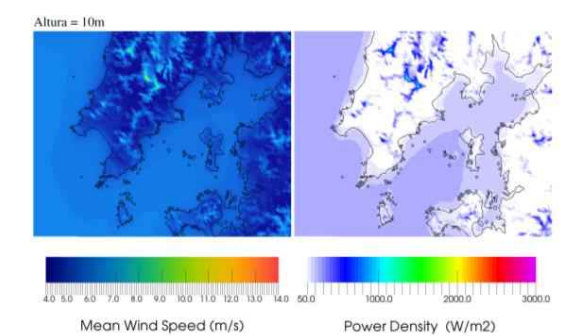 Altura = 10m
4.0 5.0 6.0 7.0 8.0 9.0 10.0 11.0 12.0 13.0 14.0
50.0 1000.0 2000.0 3000.0
Mean Wind Speed (m/s)
Power Density (W/m2)